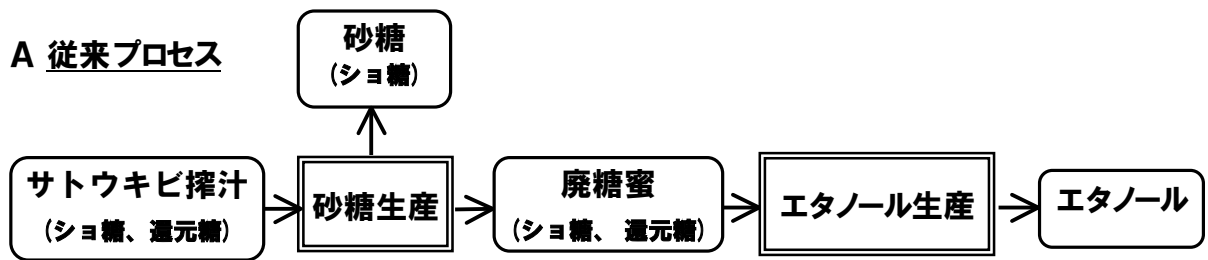 A 従来プロセス
砂糖
(ショ糖)
サトウキビ搾汁
(ショ糖、還元糖)
砂糖生産
廃糖蜜
(ショ糖、 還元糖)
エタノール生産
エタノール